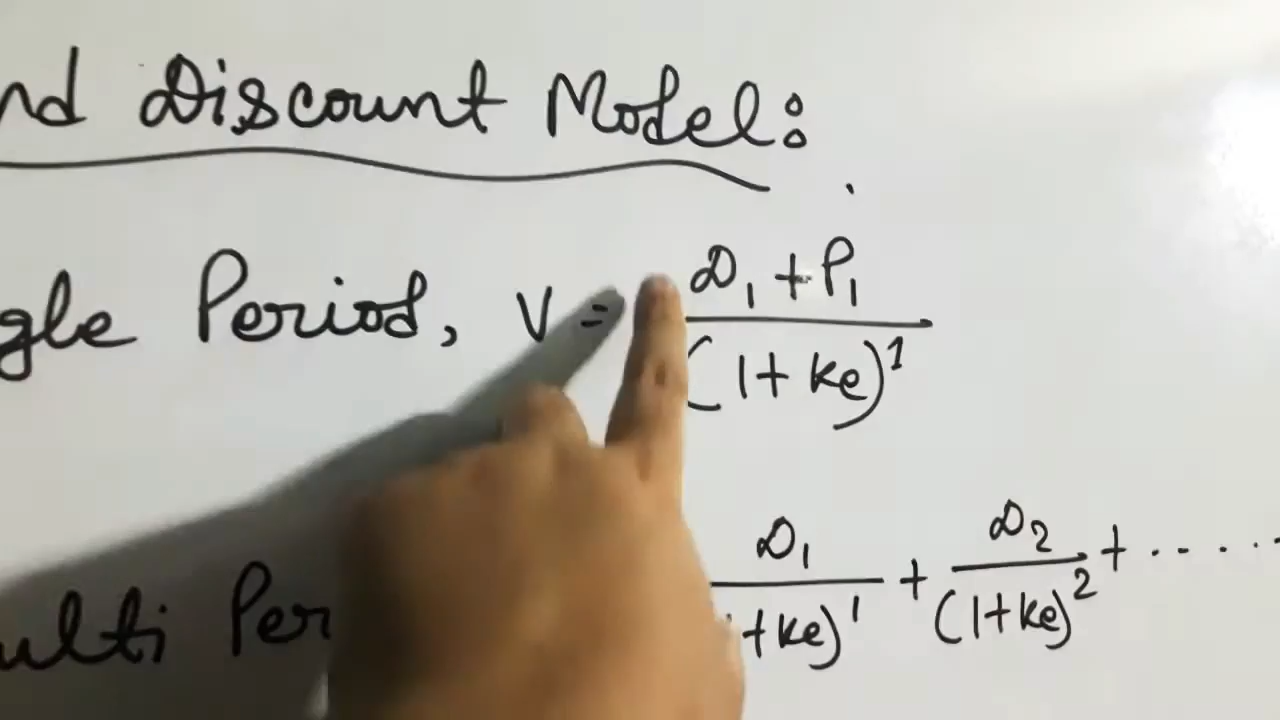 nd Discount Model:
gle Period, V = D₁ + P₁ / (1 + ke)¹
ulti Per D₁ / + ke)¹ + D₂ / (1 + ke)² + .....